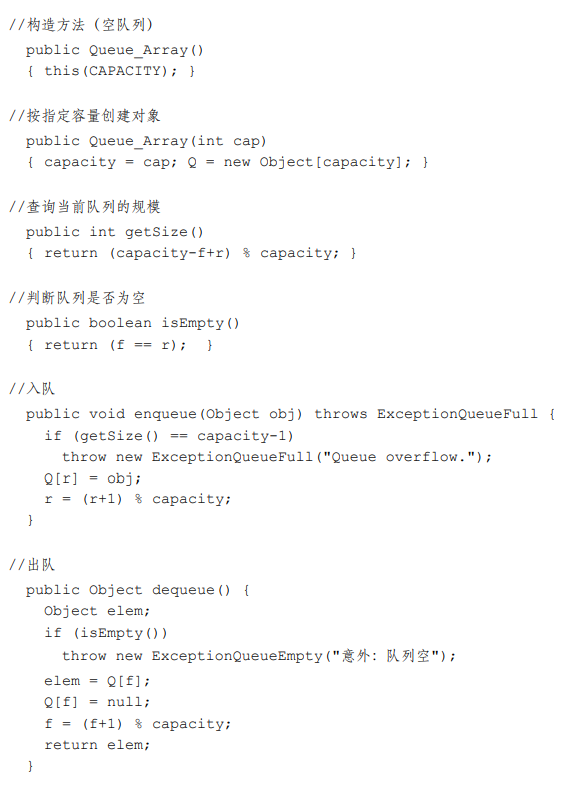 //构造方法（空队列）
public Queue_Array()
{ this(CAPACITY); }
//按指定容量创建对象
public Queue_Array(int cap)
{ capacity = cap; Q = new Object[capacity]; }
//查询当前队列的规模
public int getSize()
{ return (capacity-f+r) % capacity; }
//判断队列是否为空
public boolean isEmpty()
{ return (f == r);  }
//入队
public void enqueue(Object obj) throws ExceptionQueueFull {
if (getSize() == capacity-1)
throw new ExceptionQueueFull("Queue overflow.");
Q[r] = obj;
r = (r+1) % capacity;
}
//出队
public Object dequeue() {
Object elem;
if (isEmpty())
throw new ExceptionQueueEmpty("意外：队列空");
elem = Q[f];
Q[f] = null;
f = (f+1) % capacity;
return elem;
}